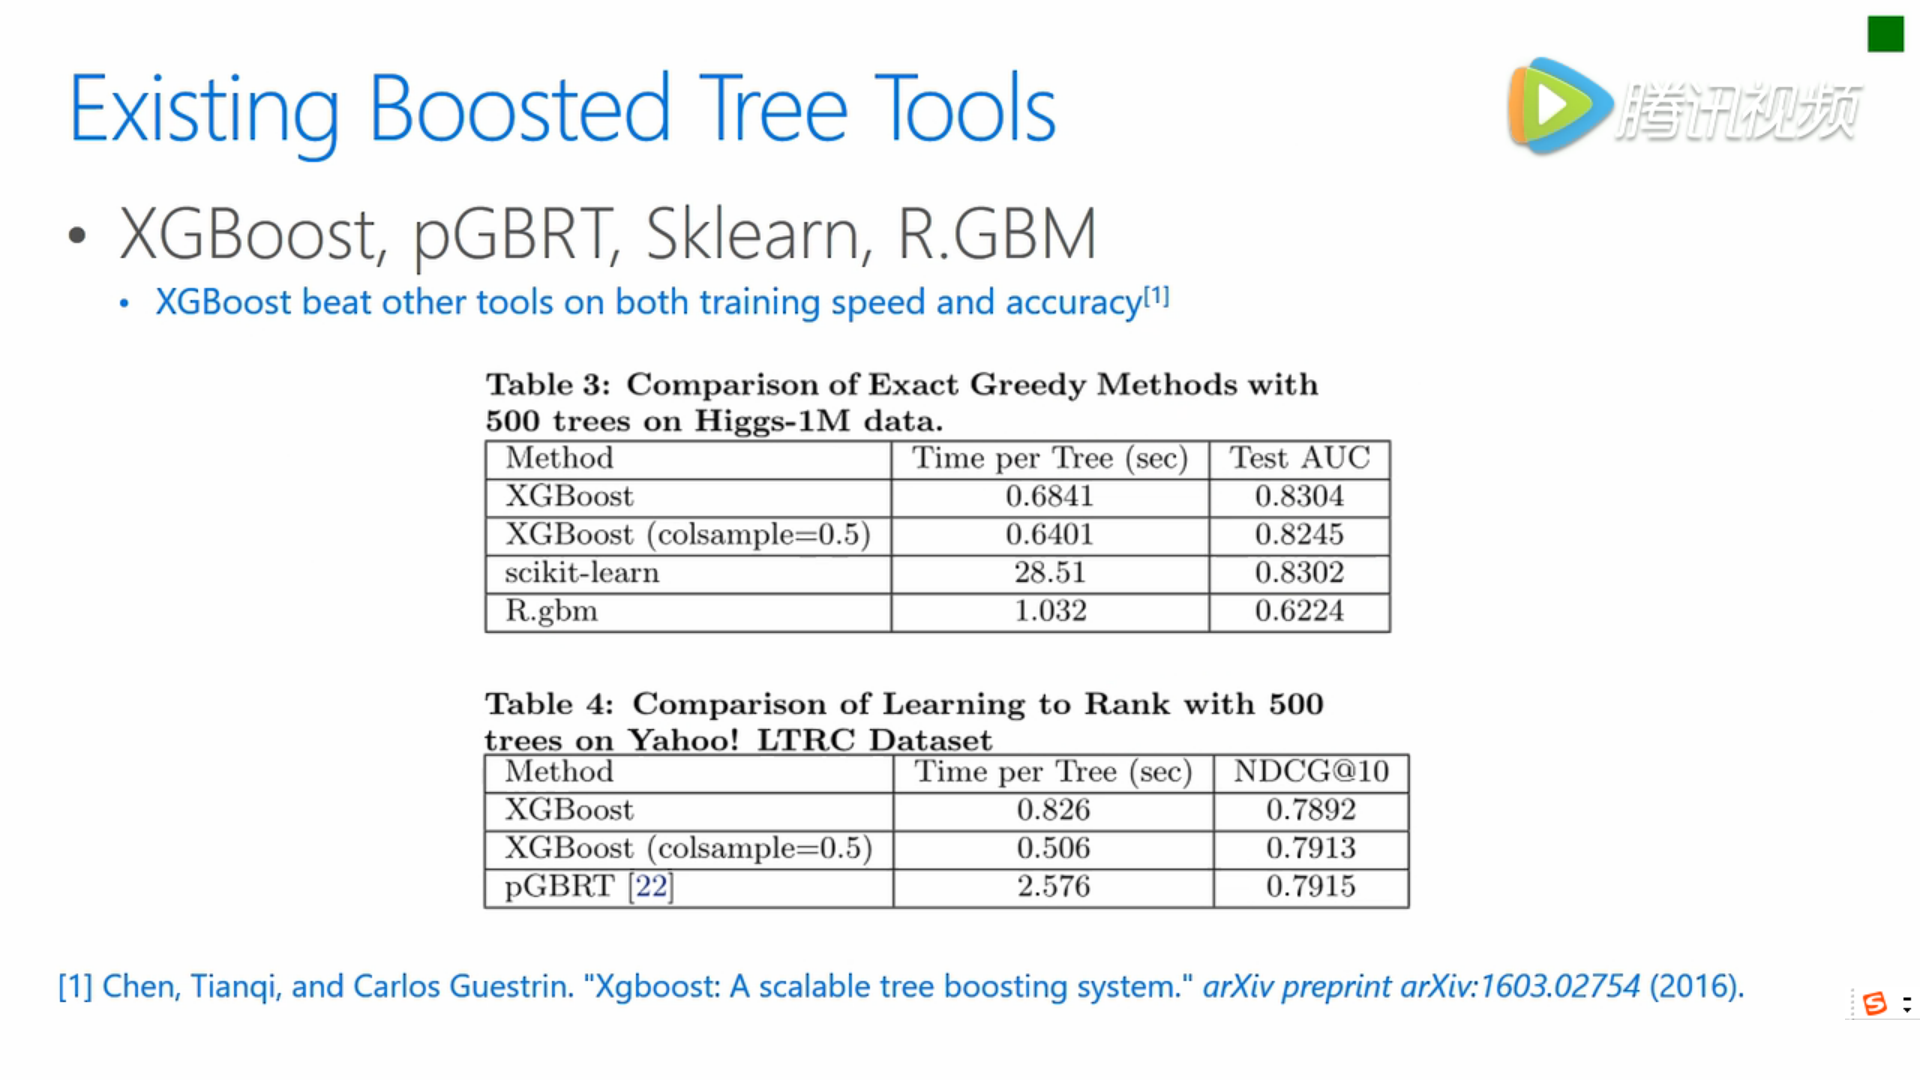 Existing Boosted Tree Tools
腾讯视频
• XGBoost, pGBRT, Sklearn, R.GBM
• XGBoost beat other tools on both training speed and accuracy[1]
Table 3: Comparison of Exact Greedy Methods with
500 trees on Higgs-1M data.
Method Time per Tree (sec) Test AUC
XGBoost 0.6841 0.8304
XGBoost (colsample=0.5) 0.6401 0.8245
scikit-learn 28.51 0.8302
R.gbm 1.032 0.6224
Table 4: Comparison of Learning to Rank with 500
trees on Yahoo! LTRC Dataset
Method Time per Tree (sec) NDCG@10
XGBoost 0.826 0.7892
XGBoost (colsample=0.5) 0.506 0.7913
pGBRT [22] 2.576 0.7915
[1] Chen, Tianqi, and Carlos Guestrin. "Xgboost: A scalable tree boosting system." arXiv preprint arXiv:1603.02754 (2016).
S